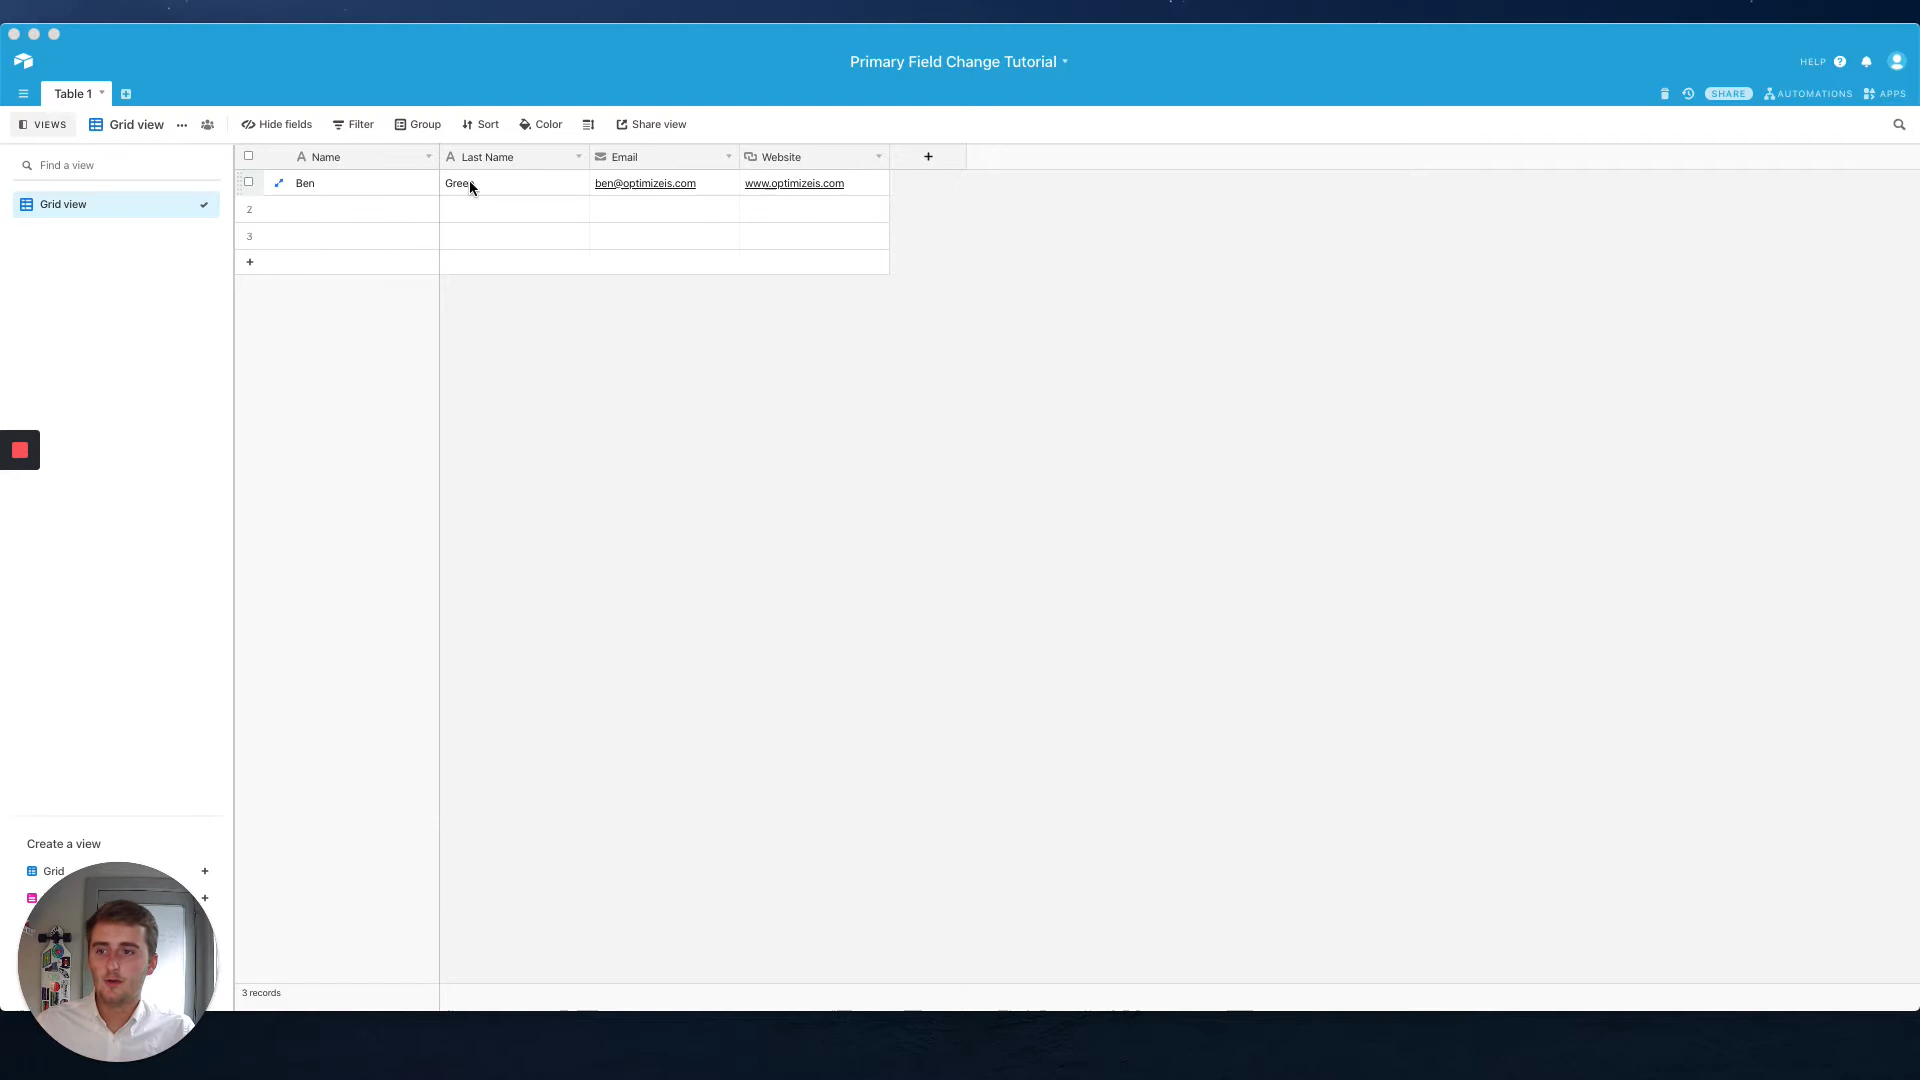 Primary Field Change Tutorial
HELP
Table 1
SHARE
AUTOMATIONS
APPS
VIEWS
Grid view
Hide fields
Filter
Group
Sort
Color
Share view
Find a view
Grid view
Name
Last Name
Email
Website
Ben
ben@optimizeis.com
www.optimizeis.com
2
3
Create a view
Grid
3 records